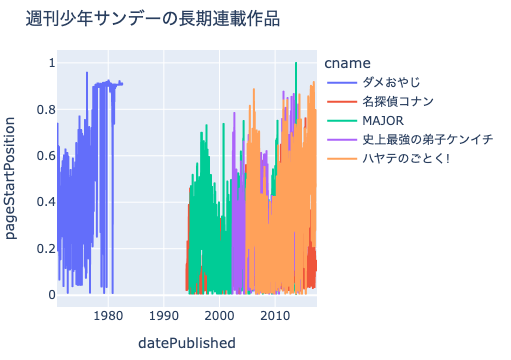 週刊少年サンデーの長期連載作品
cname
ダメおやじ
名探偵コナン
MAJOR
史上最強の弟子ケンイチ
ハヤテのごとく!
pageStartPosition
1
0.8
0.6
0.4
0.2
0
1980
1990
2000
2010
datePublished